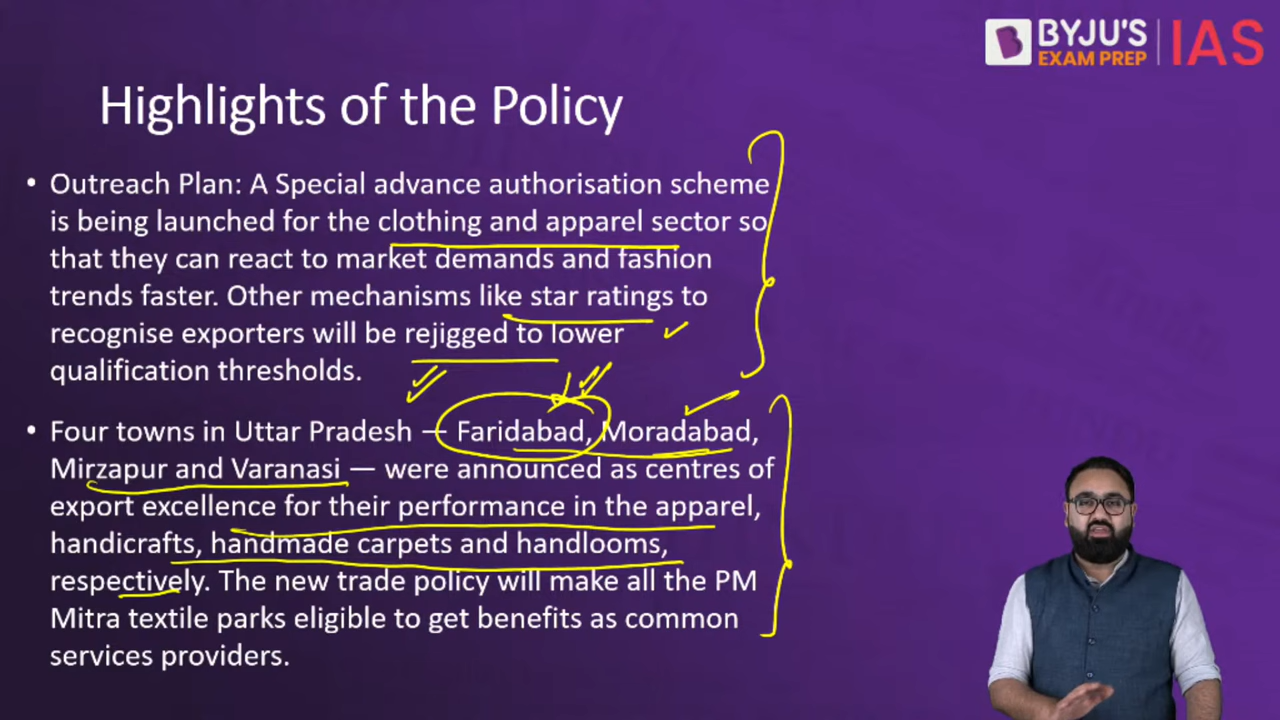 BYJU'S
EXAM PREP
IAS
Highlights of the Policy
• Outreach Plan: A Special advance authorisation scheme
is being launched for the clothing and apparel sector so
that they can react to market demands and fashion
trends faster. Other mechanisms like star ratings to
recognise exporters will be rejigged to lower
qualification thresholds.
• Four towns in Uttar Pradesh — Faridabad, Moradabad,
Mirzapur and Varanasi — were announced as centres of
export excellence for their performance in the apparel,
handicrafts, handmade carpets and handlooms,
respectively. The new trade policy will make all the PM
Mitra textile parks eligible to get benefits as common
services providers.